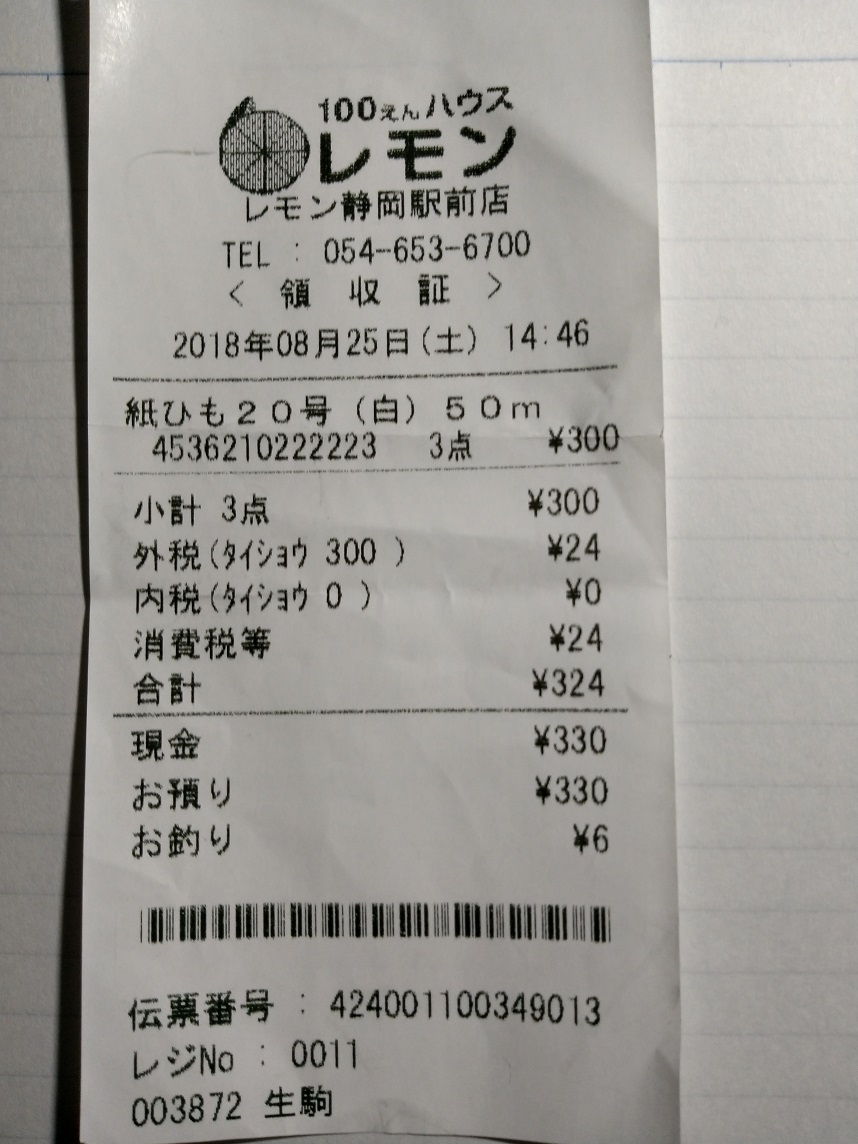 100えんハウス
レモン
レモン静岡駅前店
TEL : 054-653-6700
< 領 収 証 >
2018年08月25日(土) 14:46
紙ひも20号(白)50m
4536210222223 3点 ¥300
小計 3点 ¥300
外税(タイショウ 300 ) ¥24
内税(タイショウ 0 ) ¥0
消費税等 ¥24
合計 ¥324
現金 ¥330
お預り ¥330
お釣り ¥6
伝票番号 : 424001100349013
レジNo : 0011
003872 生駒